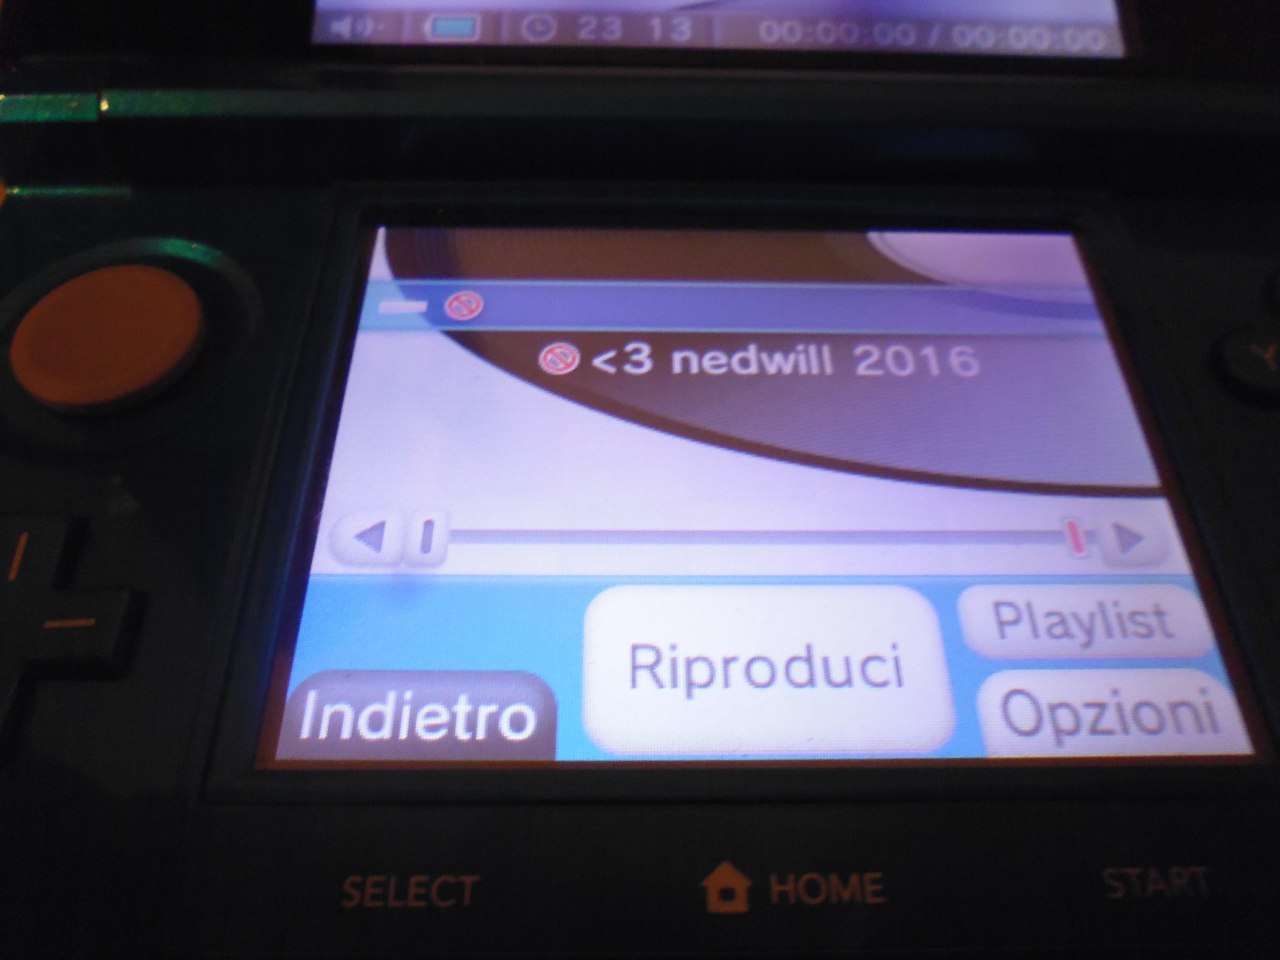 23 13 00:00:00 / 00:00:00
<3 nedwill 2016
Playlist
Riproduci
Indietro
Opzioni
SELECT
HOME
START
Y